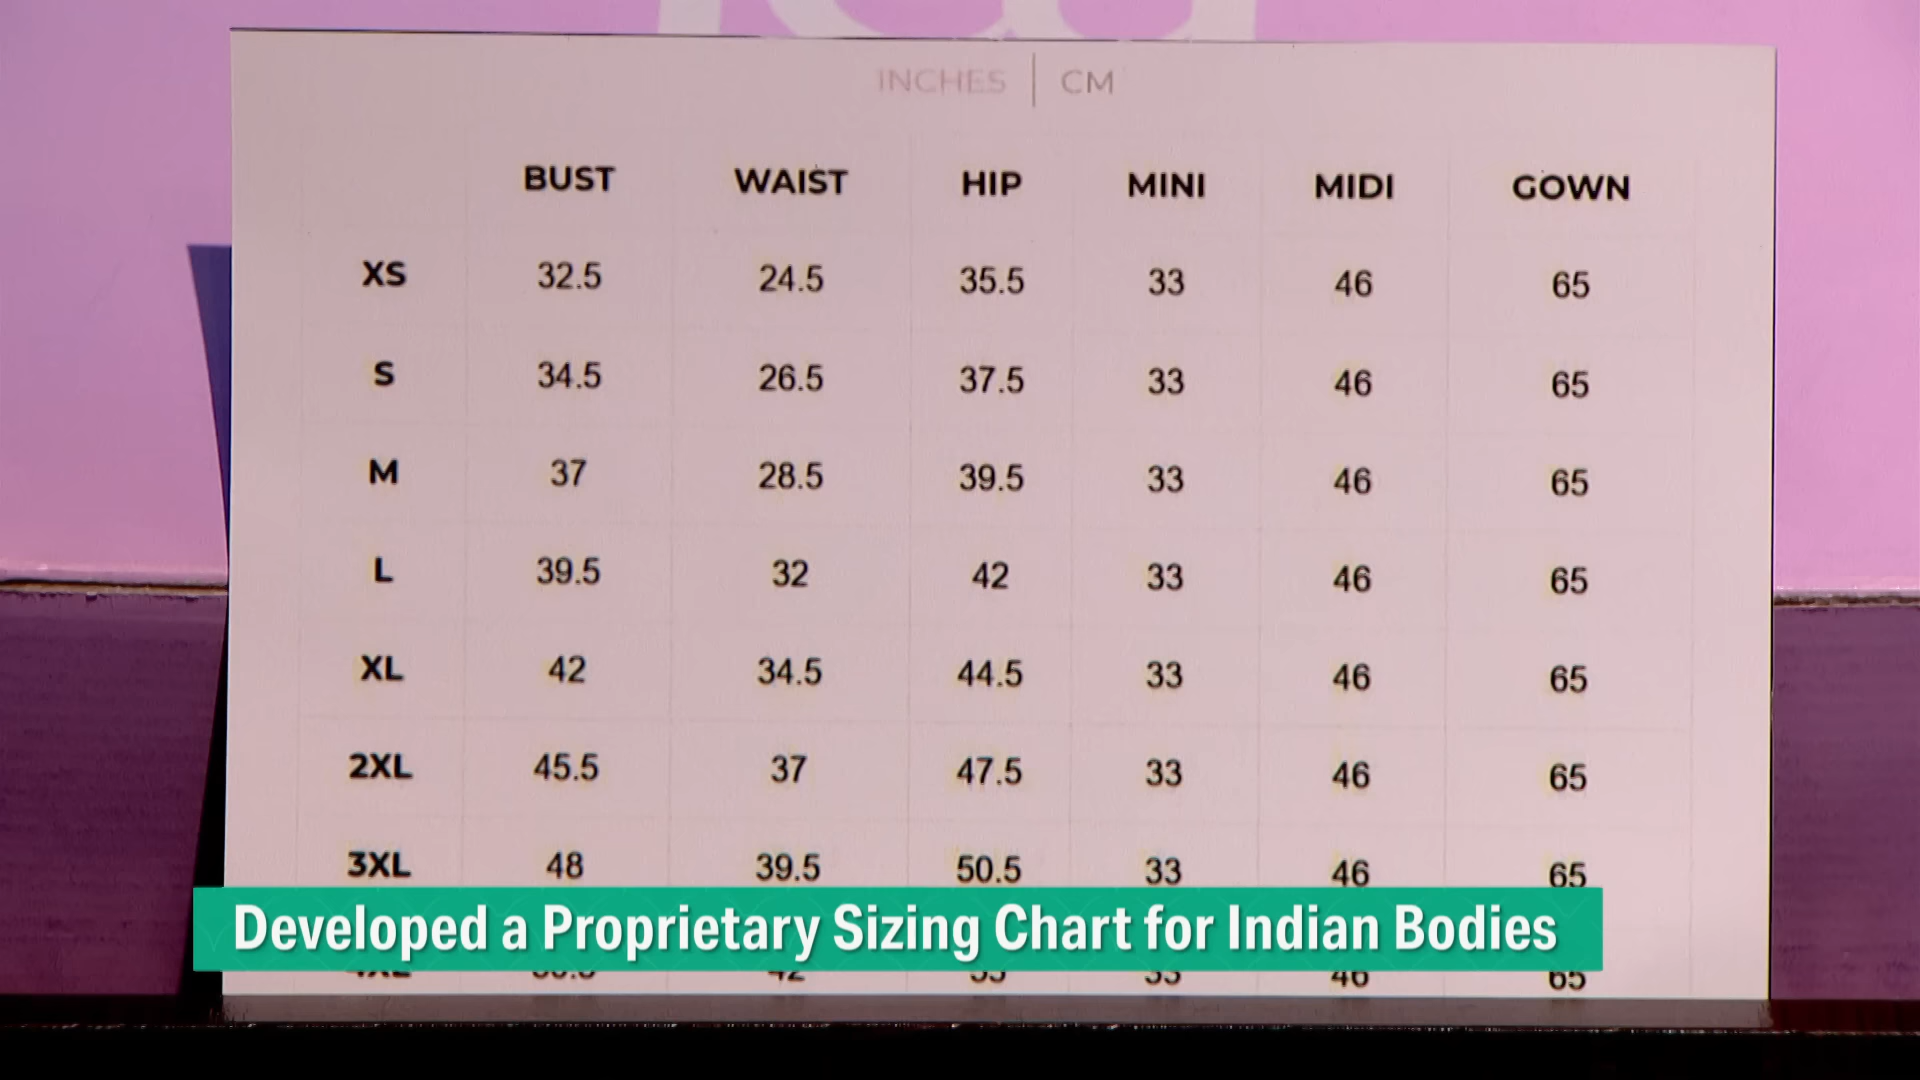 INCHES | CM
BUST WAIST HIP MINI MIDI GOWN
XS 32.5 24.5 35.5 33 46 65
S 34.5 26.5 37.5 33 46 65
M 37 28.5 39.5 33 46 65
L 39.5 32 42 33 46 65
XL 42 34.5 44.5 33 46 65
2XL 45.5 37 47.5 33 46 65
3XL 48 39.5 50.5 33 46 65
Developed a Proprietary Sizing Chart for Indian Bodies
46 65